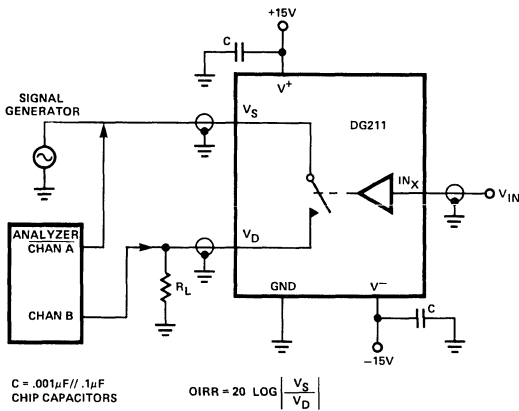 +15V
C
V+
SIGNAL
GENERATOR
VS
DG211
INX
VIN
ANALYZER
CHAN A
VD
RL
CHAN B
GND
V−
C
−15V
C = .001µF// .1µF
CHIP CAPACITORS
OIRR = 20 LOG |VS/VD|